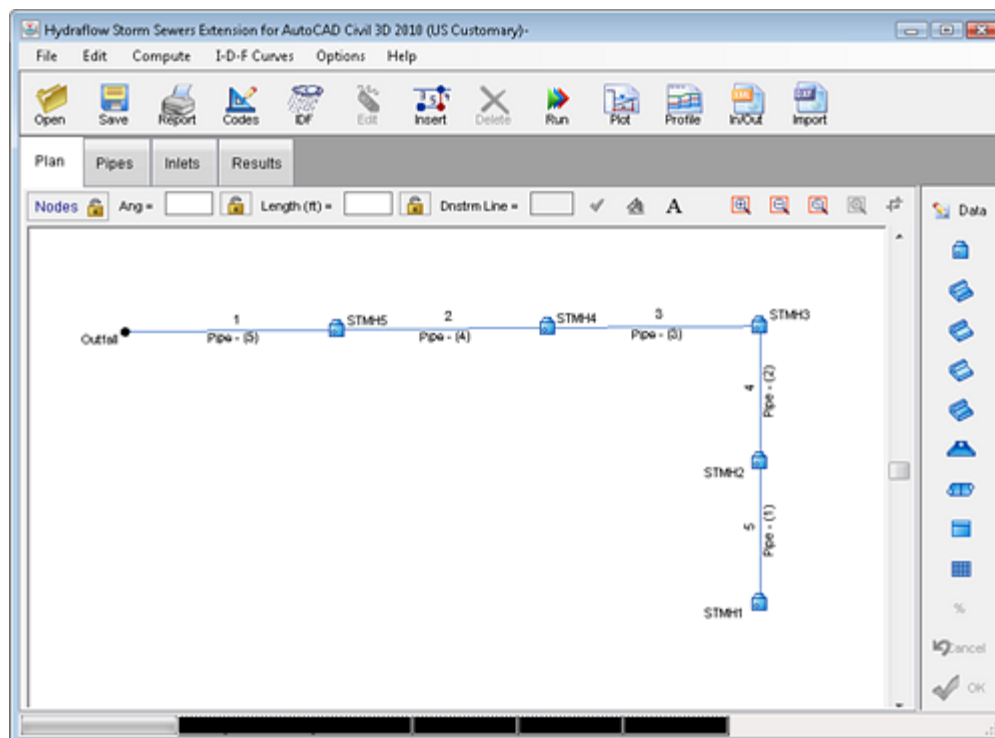 Hydraflow Storm Sewers Extension for AutoCAD Civil 3D 2010 (US Customary)-
File Edit Compute I-D-F Curves Options Help
Open Save Report Codes IDF Edit Insert Delete Run Plot Profile In/Out Import
Plan Pipes Inlets Results
Nodes Ang = Length (ft) = Dnstrm Line = A
Data
1 STMH5 2 STMH4 3 STMH3
Outfall Pipe - (5) Pipe - (4) Pipe - (3)
4 Pipe - (2)
STMH2
5 Pipe - (1)
STMH1
%
Cancel
OK